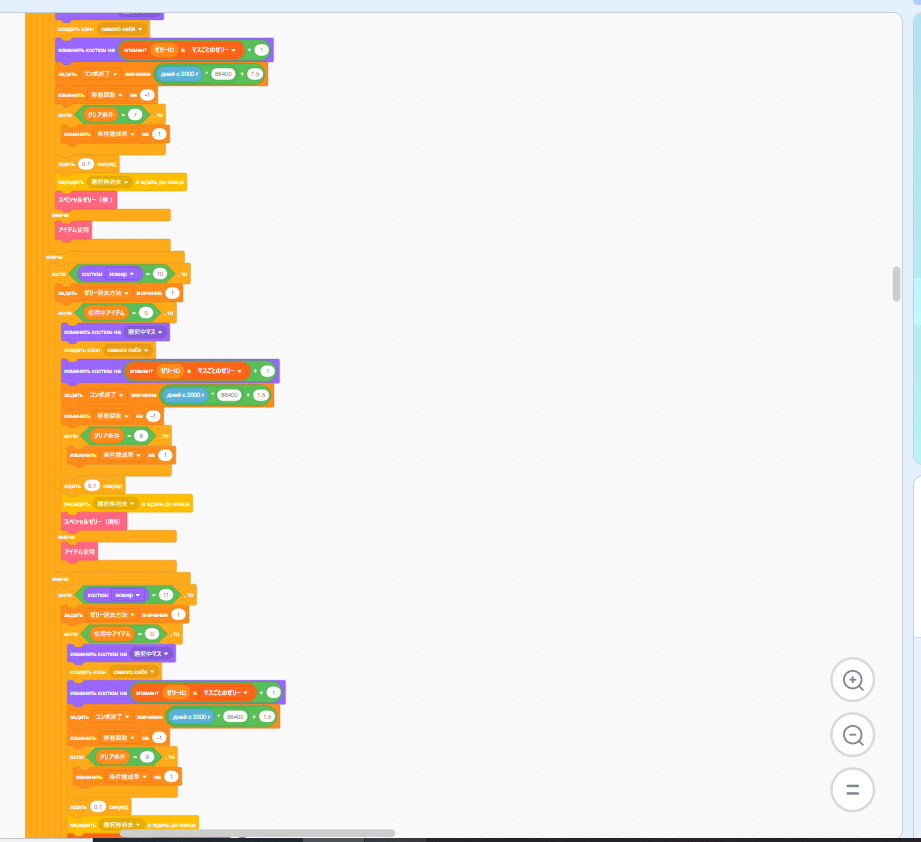 создать клон самого себя
изменить костюм на элемент ゼリーID в マスごとのゼリー + 1
задать コンボ終了 значение дней с 2000 г * 86400 + 1.5
изменить 移動回数 на -1
если クリア条件 = 7 , то
изменить 条件達成率 на 1
ждать 0.1 секунд
передать 選択枠消去 и ждать до конца
スペシャルゼリー（横）
иначе
アイテム使用
иначе
если костюм номер = 10 , то
задать ゼリー消去方法 значение 1
если 使用中アイテム = 0 , то
изменить костюм на 選択中マス
создать клон самого себя
изменить костюм на элемент ゼリーID в マスごとのゼリー + 1
задать コンボ終了 значение дней с 2000 г * 86400 + 1.5
изменить 移動回数 на -1
если クリア条件 = 8 , то
изменить 条件達成率 на 1
ждать 0.1 секунд
передать 選択枠消去 и ждать до конца
スペシャルゼリー（周り）
иначе
アイテム使用
иначе
если костюм номер = 11 , то
задать ゼリー消去方法 значение 1
если 使用中アイテム = 0 , то
изменить костюм на 選択中マス
создать клон самого себя
изменить костюм на элемент ゼリーID в マスごとのゼリー + 1
задать コンボ終了 значение дней с 2000 г * 86400 + 1.5
изменить 移動回数 на -1
если クリア条件 = 9 , то
изменить 条件達成率 на 1
ждать 0.1 секунд
передать 選択枠消去 и ждать до конца